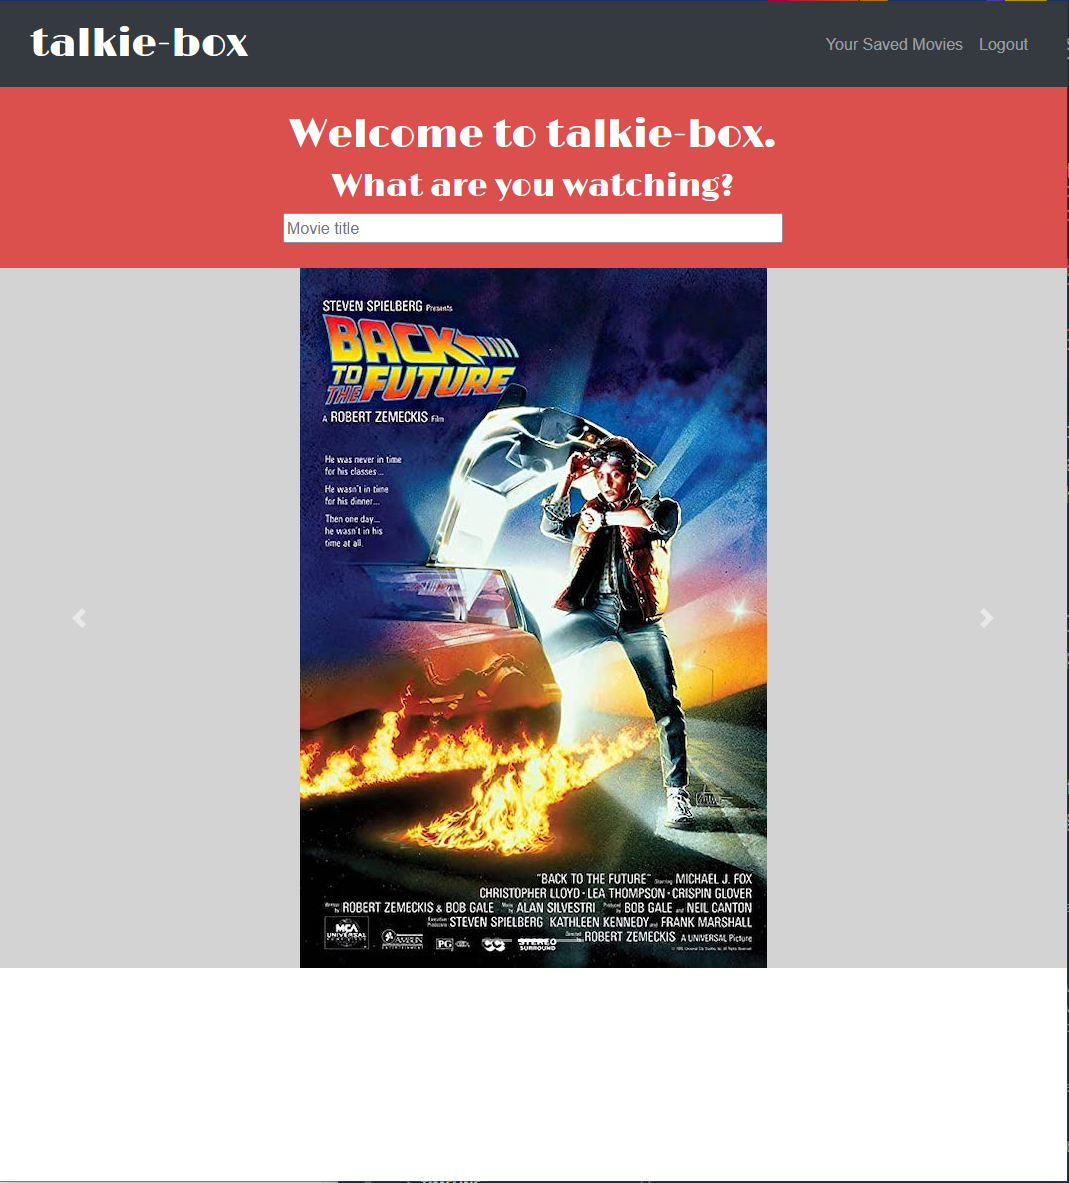 talkie-box
Your Saved Movies Logout
Welcome to talkie-box.
What are you watching?
Movie title
STEVEN SPIELBERG Presents
BACK
TO
THE FUTURE
A ROBERT ZEMECKIS Film
He was never in time
for his classes...
He wasn't in time
for his dinner...
Then one day...
he wasn't in his
time at all.
"BACK TO THE FUTURE" Starring MICHAEL J. FOX
CHRISTOPHER LLOYD · LEA THOMPSON · CRISPIN GLOVER
Written by ROBERT ZEMECKIS & BOB GALE Music by ALAN SILVESTRI Produced by BOB GALE and NEIL CANTON
Executive Producers STEVEN SPIELBERG KATHLEEN KENNEDY and FRANK MARSHALL
Directed by ROBERT ZEMECKIS A UNIVERSAL Picture
MCA
UNIVERSAL
AMBLIN
ENTERTAINMENT
PG
STEREO
SURROUND